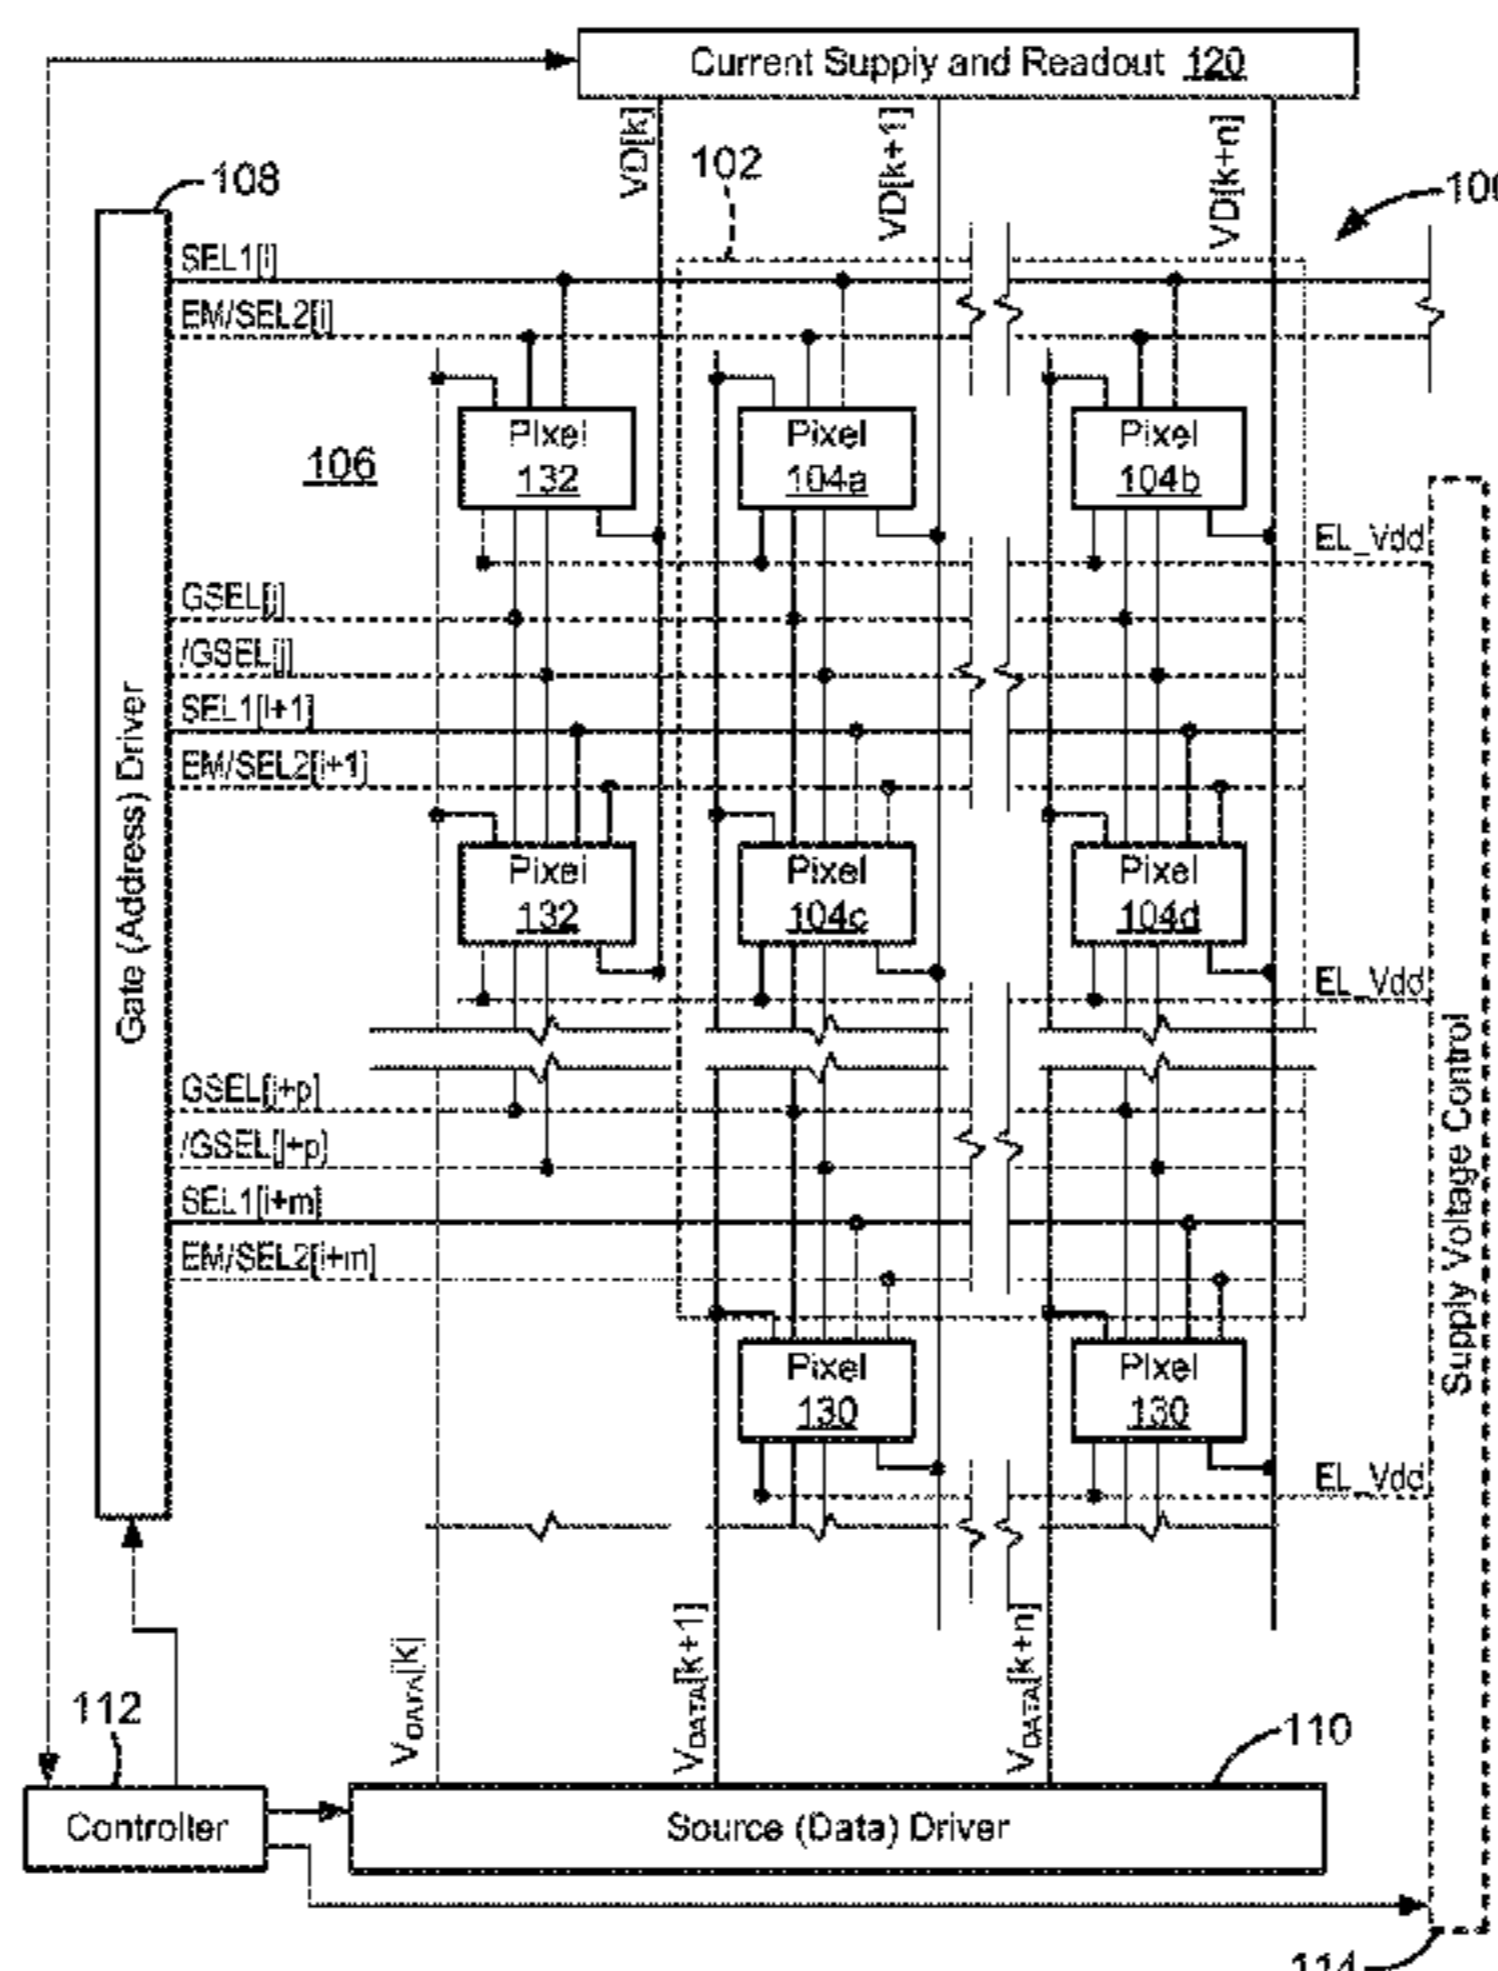 Current Supply and Readout 120
VD[k]
VD[k+1]
VD[k+n]
102
108
SEL1[i]
EM/SEL2[i]
Pixel
132
Pixel
104a
Pixel
104b
106
EL_Vdd
GSEL[j]
/GSEL[j]
SEL1[i+1]
EM/SEL2[i+1]
Gate (Address) Driver
Pixel
132
Pixel
104c
Pixel
104d
EL_Vdd
GSEL[j+p]
/GSEL[j+p]
SEL1[i+m]
EM/SEL2[i+m]
Supply Voltage Control
Pixel
130
Pixel
130
EL_Vdd
VDATA[k]
VDATA[k+1]
VDATA[k+n]
112
110
Controller
Source (Data) Driver